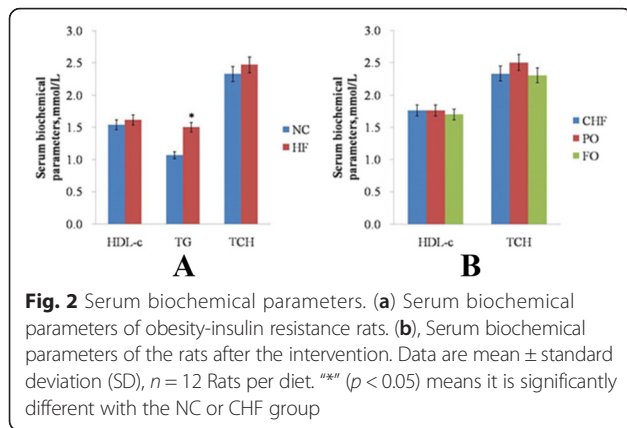 3.0
2.5
2.0
1.5
1.0
0.5
0.0
Serum biochemical
parameters,mmol/L
*
NC
HF
HDL-c TG TCH
A
3.0
2.5
2.0
1.5
1.0
0.5
0.0
Serum biochemical
parameters,mmol/L
CHF
PO
FO
HDL-c TCH
B
Fig. 2 Serum biochemical parameters. (a) Serum biochemical
parameters of obesity-insulin resistance rats. (b), Serum biochemical
parameters of the rats after the intervention. Data are mean ± standard
deviation (SD), n = 12 Rats per diet. “*” (p < 0.05) means it is significantly
different with the NC or CHF group